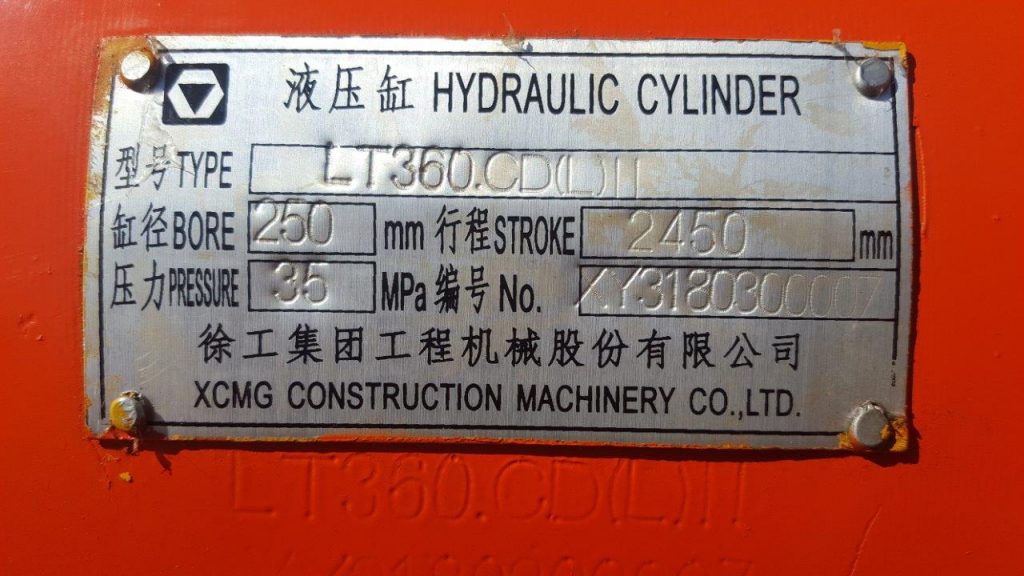 液压缸 HYDRAULIC CYLINDER
型号TYPE LT360.CD(L)II
缸径BORE 250 mm 行程STROKE 2450 mm
压力PRESSURE 35 MPa 编号No. XY3180300007
徐工集团工程机械股份有限公司
XCMG CONSTRUCTION MACHINERY CO.,LTD.
LT360.CD(L)II